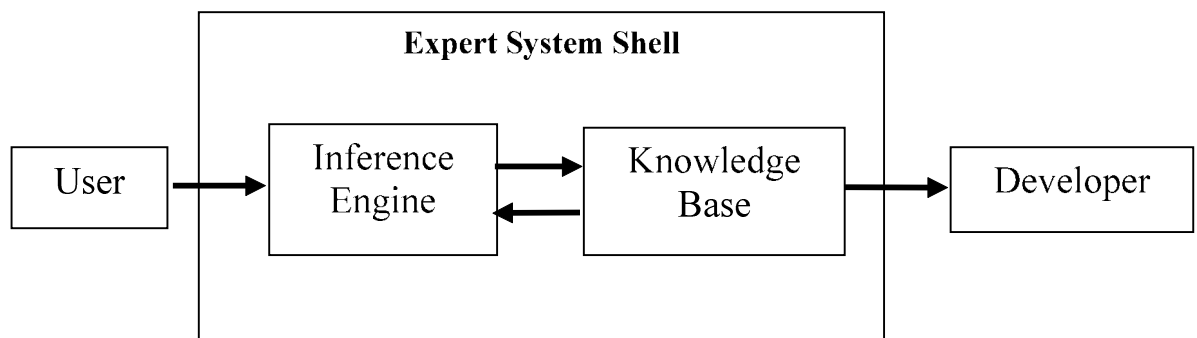 Expert System Shell
User
Inference
Engine
Knowledge
Base
Developer